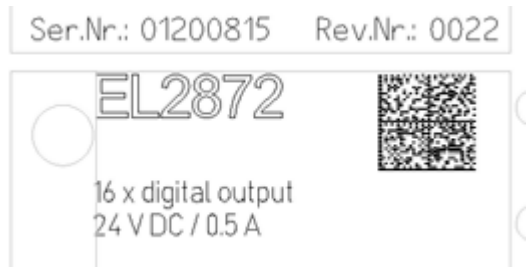 Ser.Nr.: 01200815 Rev.Nr.: 0022
EL2872
16 x digital output
24 V DC / 0.5 A